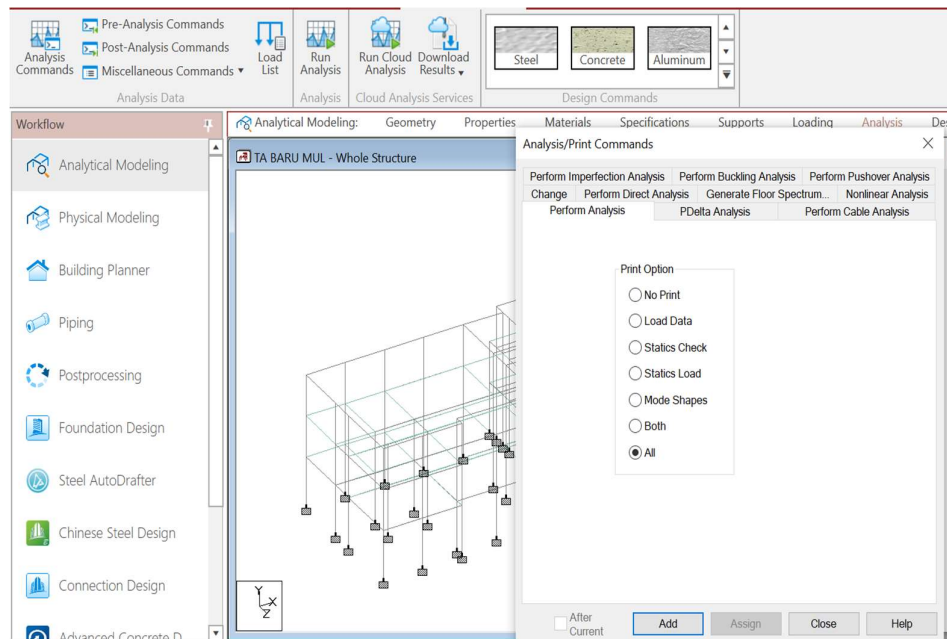 Pre-Analysis Commands
Post-Analysis Commands
Miscellaneous Commands
Analysis
Commands
Load
List
Analysis Data
Run
Analysis
Analysis
Run Cloud
Analysis
Download
Results
Cloud Analysis Services
Steel
Concrete
Aluminum
Design Commands
Workflow
Analytical Modeling
Physical Modeling
Building Planner
Piping
Postprocessing
Foundation Design
Steel AutoDrafter
Chinese Steel Design
Connection Design
Advanced Concrete D
Analytical Modeling: Geometry Properties Materials Specifications Supports Loading Analysis De
TA BARU MUL - Whole Structure
Y
X
Z
Analysis/Print Commands
Perform Imperfection Analysis Perform Buckling Analysis Perform Pushover Analysis
Change Perform Direct Analysis Generate Floor Spectrum... Nonlinear Analysis
Perform Analysis PDelta Analysis Perform Cable Analysis
Print Option
No Print
Load Data
Statics Check
Statics Load
Mode Shapes
Both
All
After
Current
Add Assign Close Help